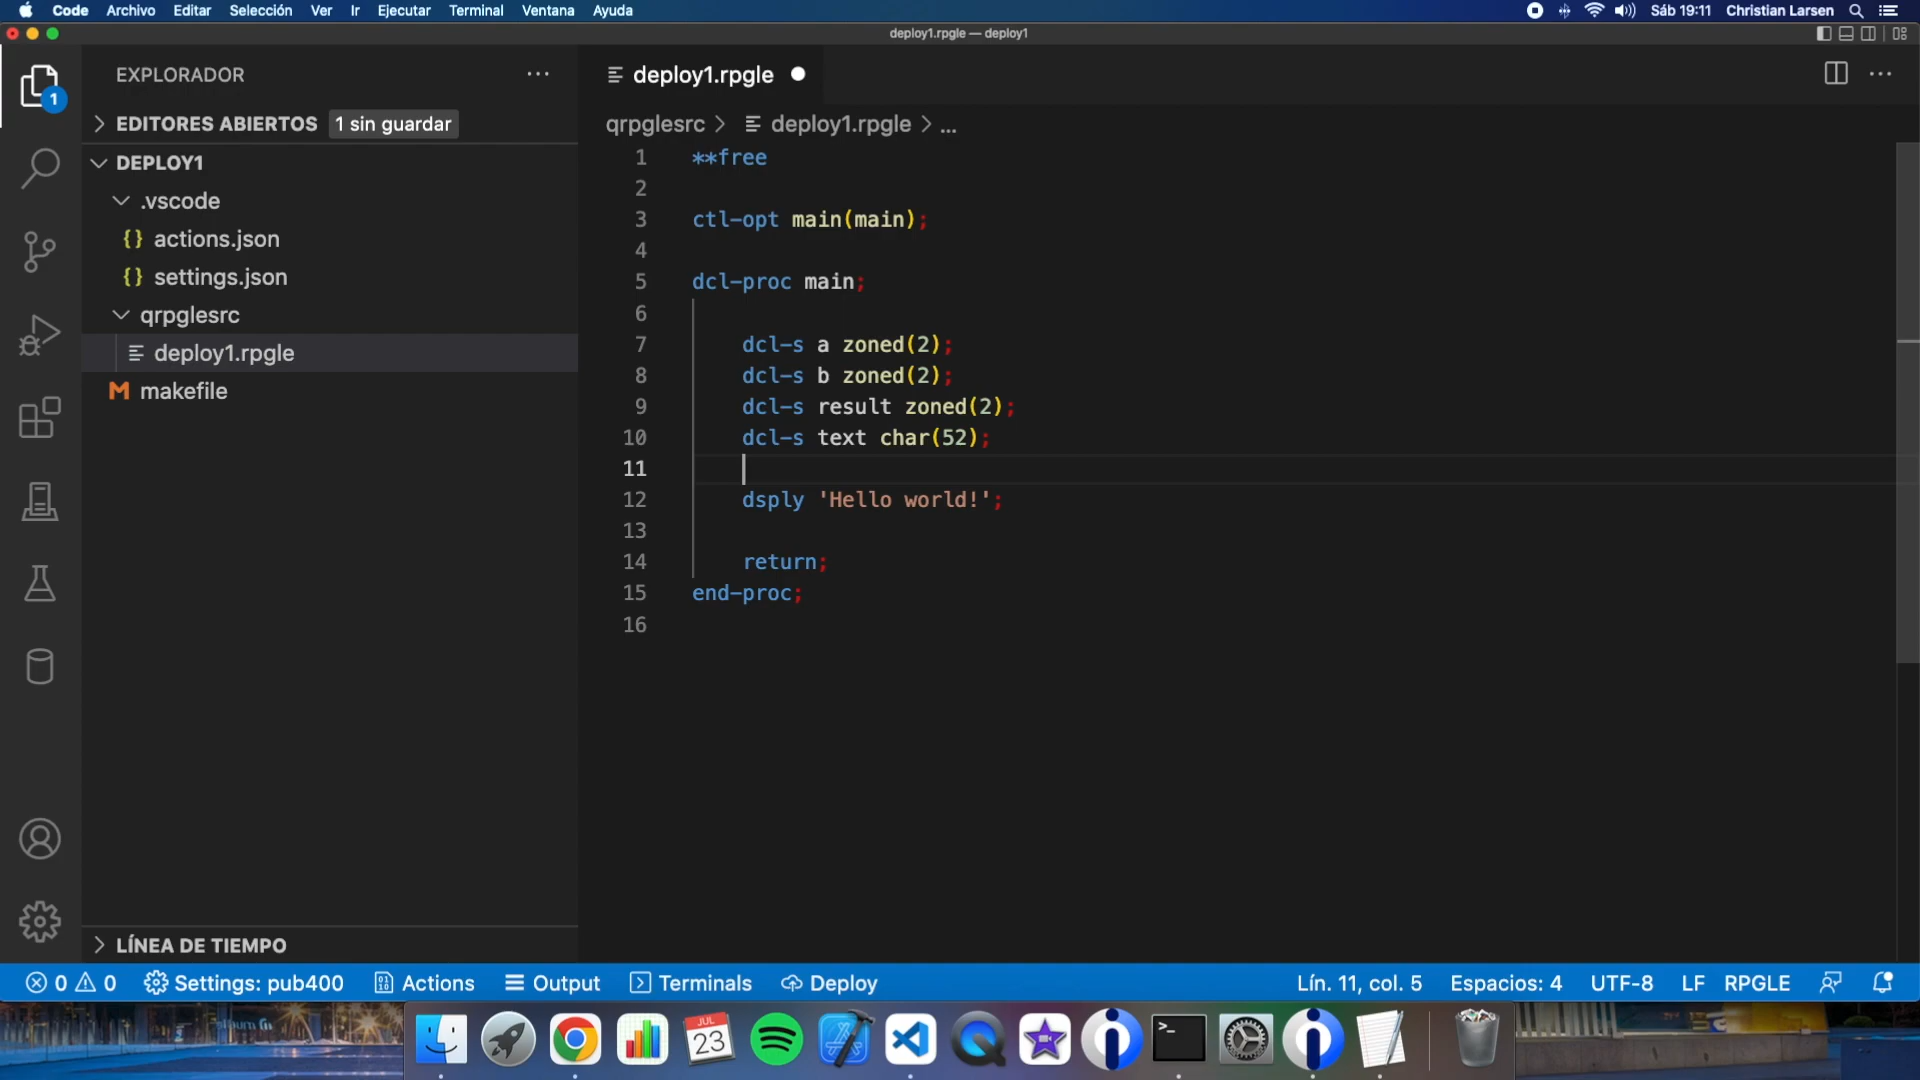 Code Archivo Editar Selección Ver Ir Ejecutar Terminal Ventana Ayuda Sáb 19:11 Christian Larsen
deploy1.rpgle — deploy1
EXPLORADOR
deploy1.rpgle
EDITORES ABIERTOS 1 sin guardar
qrpglesrc > deploy1.rpgle > ...
DEPLOY1
.vscode
{} actions.json
{} settings.json
qrpglesrc
deploy1.rpgle
M makefile
LÍNEA DE TIEMPO
1
1 **free
2
3 ctl-opt main(main);
4
5 dcl-proc main;
6
7 dcl-s a zoned(2);
8 dcl-s b zoned(2);
9 dcl-s result zoned(2);
10 dcl-s text char(52);
11
12 dsply 'Hello world!';
13
14 return;
15 end-proc;
16
0 0 Settings: pub400 Actions Output Terminals Deploy Lín. 11, col. 5 Espacios: 4 UTF-8 LF RPGLE
JUL
23